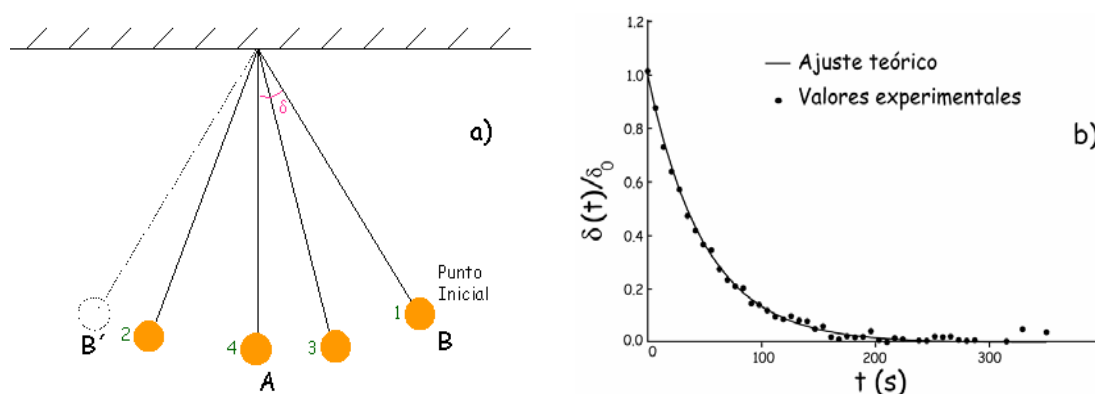 δ
a)
Punto
Inicial
1
B
B´
2
4
3
A
b)
1.2
1.0
0.8
0.6
0.4
0.2
0.0
δ(t)/δ0
— Ajuste teórico
• Valores experimentales
0
100
200
300
t (s)